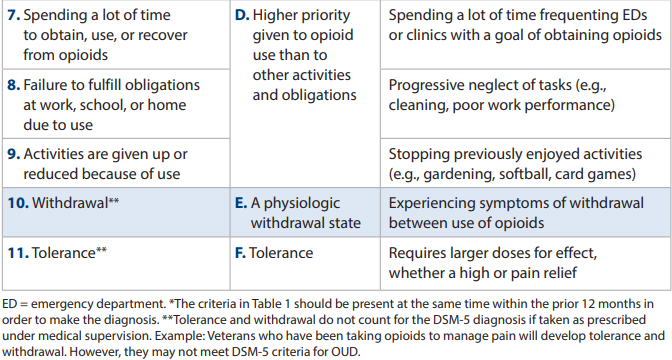 7. Spending a lot of time
to obtain, use, or recover
from opioids
D. Higher priority
given to opioid
use than to
other activities
and obligations
Spending a lot of time frequenting EDs
or clinics with a goal of obtaining opioids
8. Failure to fulfill obligations
at work, school, or home
due to use
Progressive neglect of tasks (e.g.,
cleaning, poor work performance)
9. Activities are given up or
reduced because of use
Stopping previously enjoyed activities
(e.g., gardening, softball, card games)
10. Withdrawal**
E. A physiologic
withdrawal state
Experiencing symptoms of withdrawal
between use of opioids
11. Tolerance**
F. Tolerance
Requires larger doses for effect,
whether a high or pain relief
ED = emergency department. *The criteria in Table 1 should be present at the same time within the prior 12 months in
order to make the diagnosis. **Tolerance and withdrawal do not count for the DSM-5 diagnosis if taken as prescribed
under medical supervision. Example: Veterans who have been taking opioids to manage pain will develop tolerance and
withdrawal. However, they may not meet DSM-5 criteria for OUD.